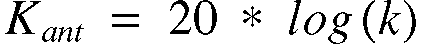 K_ant = 20 * log(k)